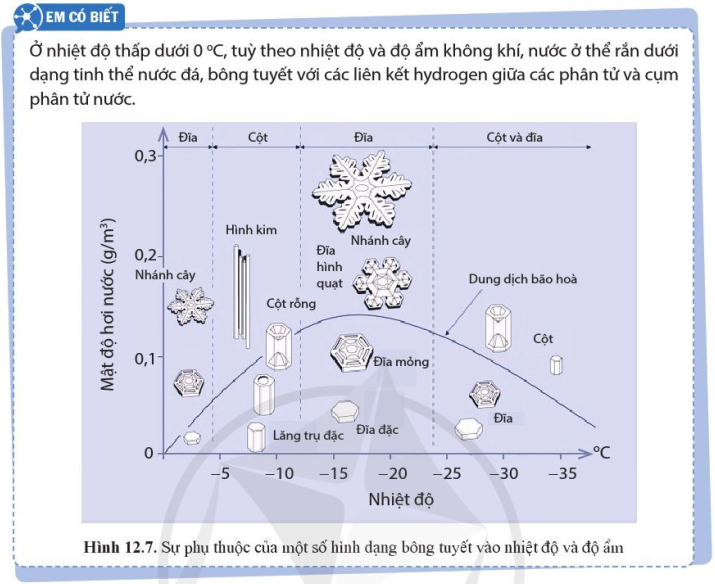 EM CÓ BIẾT
Ở nhiệt độ thấp dưới 0 °C, tuỳ theo nhiệt độ và độ ẩm không khí, nước ở thể rắn dưới
dạng tinh thể nước đá, bông tuyết với các liên kết hydrogen giữa các phân tử và cụm
phân tử nước.
Đĩa
Cột
Đĩa
Cột và đĩa
0,3
0,2
0,1
0
Mật độ hơi nước (g/m³)
Nhánh cây
Hình kim
Cột rỗng
Lăng trụ đặc
Nhánh cây
Đĩa
hình
quạt
Đĩa mỏng
Đĩa đặc
Dung dịch bão hoà
Cột
Đĩa
°C
−5 −10 −15 −20 −25 −30 −35
Nhiệt độ
Hình 12.7. Sự phụ thuộc của một số hình dạng bông tuyết vào nhiệt độ và độ ẩm